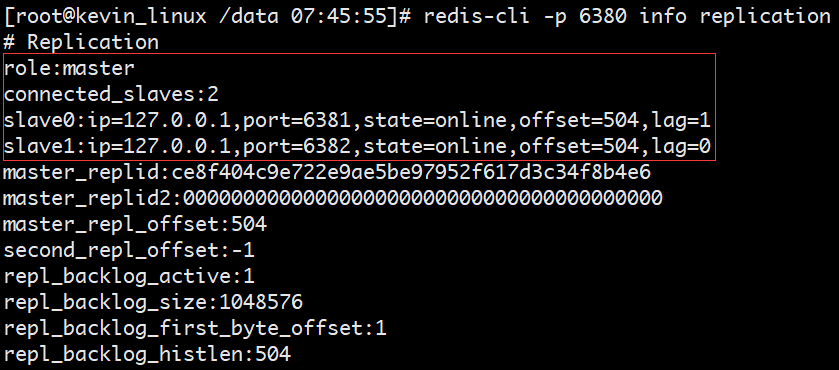 [root@kevin_linux /data 07:45:55]# redis-cli -p 6380 info replication
# Replication
role:master
connected_slaves:2
slave0:ip=127.0.0.1,port=6381,state=online,offset=504,lag=1
slave1:ip=127.0.0.1,port=6382,state=online,offset=504,lag=0
master_replid:ce8f404c9e722e9ae5be97952f617d3c34f8b4e6
master_replid2:0000000000000000000000000000000000000000
master_repl_offset:504
second_repl_offset:-1
repl_backlog_active:1
repl_backlog_size:1048576
repl_backlog_first_byte_offset:1
repl_backlog_histlen:504